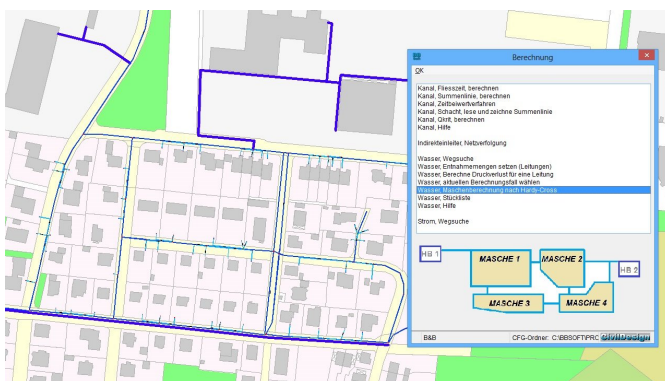 Berechnung
OK
Kanal, Fliesszeit, berechnen
Kanal, Summenlinie, berechnen
Kanal, Zeitbeiwertverfahren
Kanal, Schacht, lese und zeichne Summenlinie
Kanal, Qkrit, berechnen
Kanal, Hilfe
Indirekteinleiter, Netzverfolgung
Wasser, Wegsuche
Wasser, Entnahmemengen setzen (Leitungen)
Wasser, Berechne Druckverlust für eine Leitung
Wasser, aktuellen Berechnungsfall wählen
Wasser, Maschenberechnung nach Hardy-Cross
Wasser, Stückliste
Wasser, Hilfe
Strom, Wegsuche
HB 1
MASCHE 1
MASCHE 2
HB 2
MASCHE 3
MASCHE 4
B&B
CFG-Ordner: C:\BBSOFT\PRC
CivilDesign